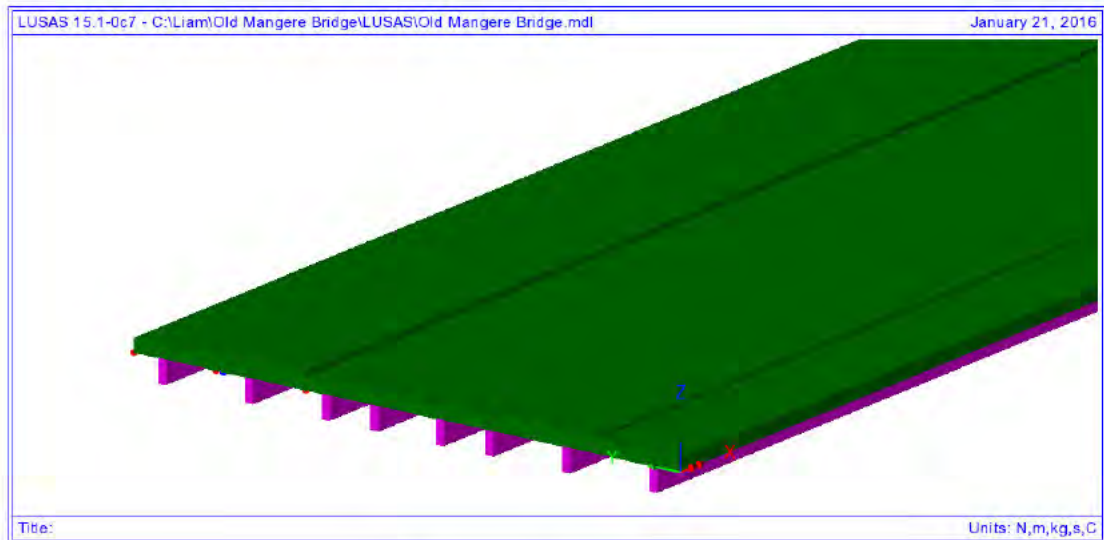 LUSAS 15.1-0c7 - C:\Liam\Old Mangere Bridge\LUSAS\Old Mangere Bridge.mdl January 21, 2016
Z
Y X
Title: Units: N,m,kg,s,C